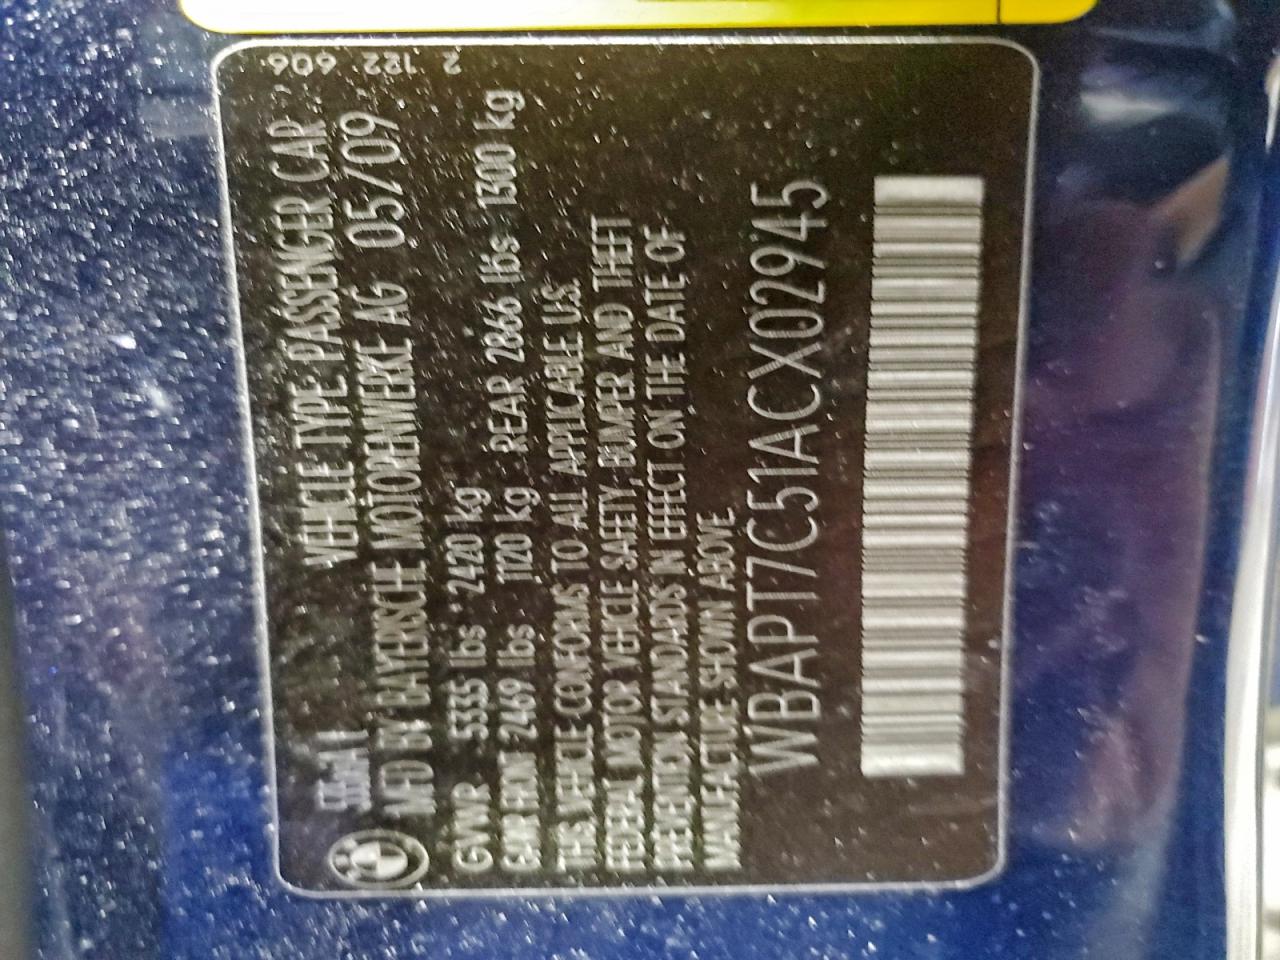 2 122 606
BMW VEHICLE TYPE PASSENGER CAR
MFD BY BAYERISCHE MOTORENWERKE AG 05/09
GVWR 5335 lbs 2420 kg
GAWR FRON 2469 lbs 1120 kg REAR 2866 lbs 1300 kg
THIS VEHICLE CONFORMS TO ALL APPLICABLE U.S.
FEDERAL MOTOR VEHICLE SAFETY, BUMPER AND THEFT
PREVENTION STANDARDS IN EFFECT ON THE DATE OF
MANUFACTURE SHOWN ABOVE
WBAPT7C51ACX02945